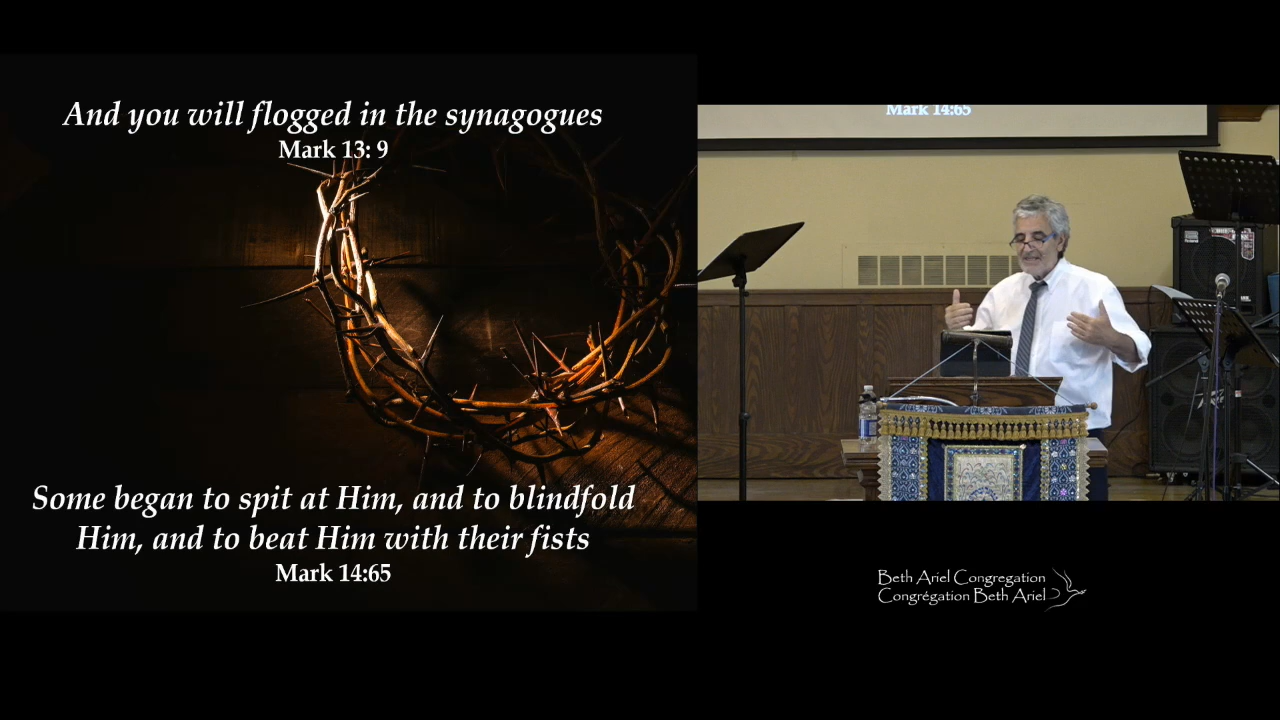 And you will flogged in the synagogues
Mark 13: 9
Some began to spit at Him, and to blindfold
Him, and to beat Him with their fists
Mark 14:65
Mark 14:65
Beth Ariel Congregation
Congrégation Beth Ariel